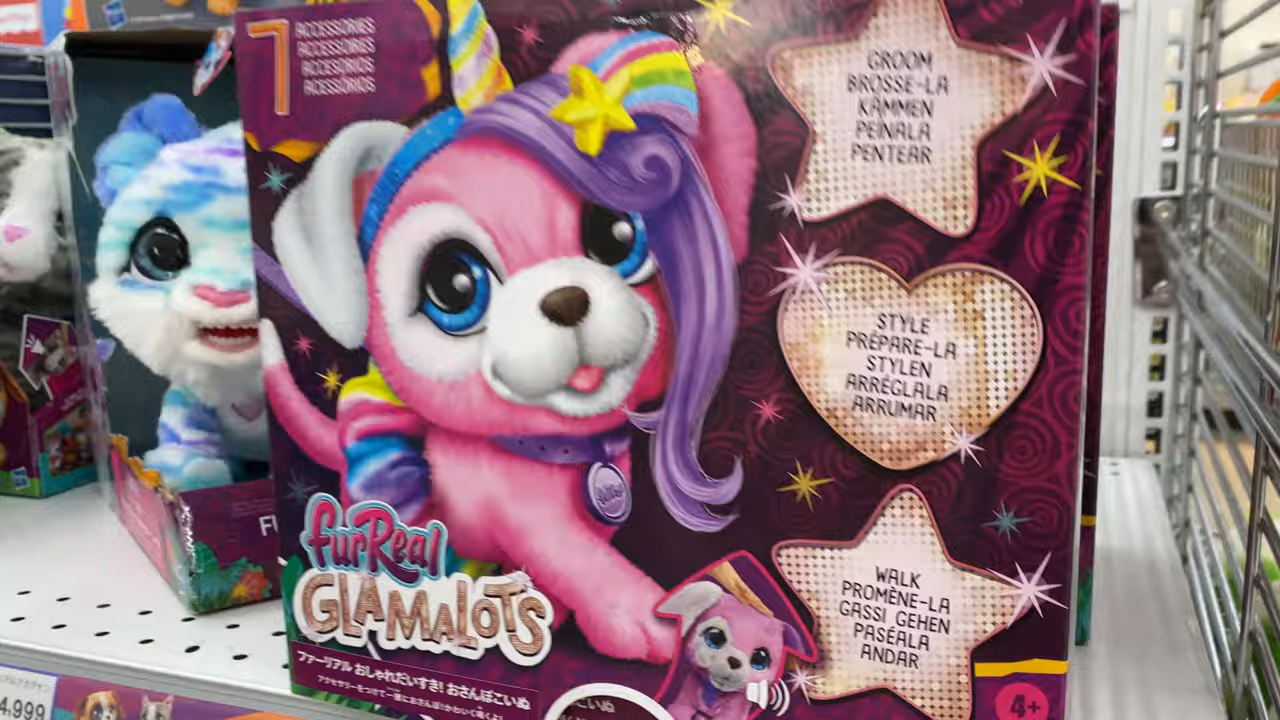 7
ACCESSORIES
ACCESSOIRES
ACCESORIOS
ACESSÓRIOS
GROOM
BROSSE-LA
KÄMMEN
PEÍNALA
PENTEAR
STYLE
PRÉPARE-LA
STYLEN
ARRÉGLALA
ARRUMAR
WALK
PROMÈNE-LA
GASSI GEHEN
PASÉALA
ANDAR
furReal
GLAMALOTS
ファーリアル おしゃれだいすき! おさんぽこいぬ
4+
4,999